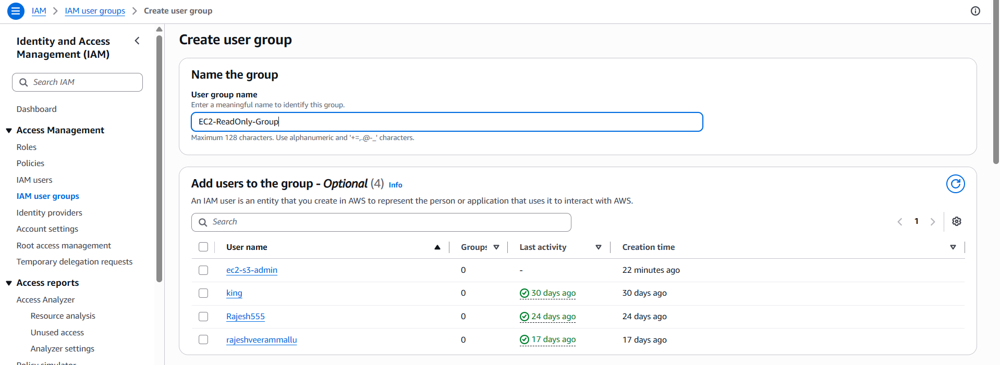 IAM > IAM user groups > Create user group
Identity and Access
Management (IAM)
Search IAM
Dashboard
Access Management
Roles
Policies
IAM users
IAM user groups
Identity providers
Account settings
Root access management
Temporary delegation requests
Access reports
Access Analyzer
Resource analysis
Unused access
Analyzer settings
Policy simulator
Create user group
Name the group
User group name
Enter a meaningful name to identify this group.
EC2-ReadOnly-Group
Maximum 128 characters. Use alphanumeric and '+=,.@-_' characters.
Add users to the group - Optional (4) Info
An IAM user is an entity that you create in AWS to represent the person or application that uses it to interact with AWS.
Search
1
User name Groups Last activity Creation time
ec2-s3-admin 0 - 22 minutes ago
king 0 30 days ago 30 days ago
Rajesh555 0 24 days ago 24 days ago
rajeshveerammallu 0 17 days ago 17 days ago